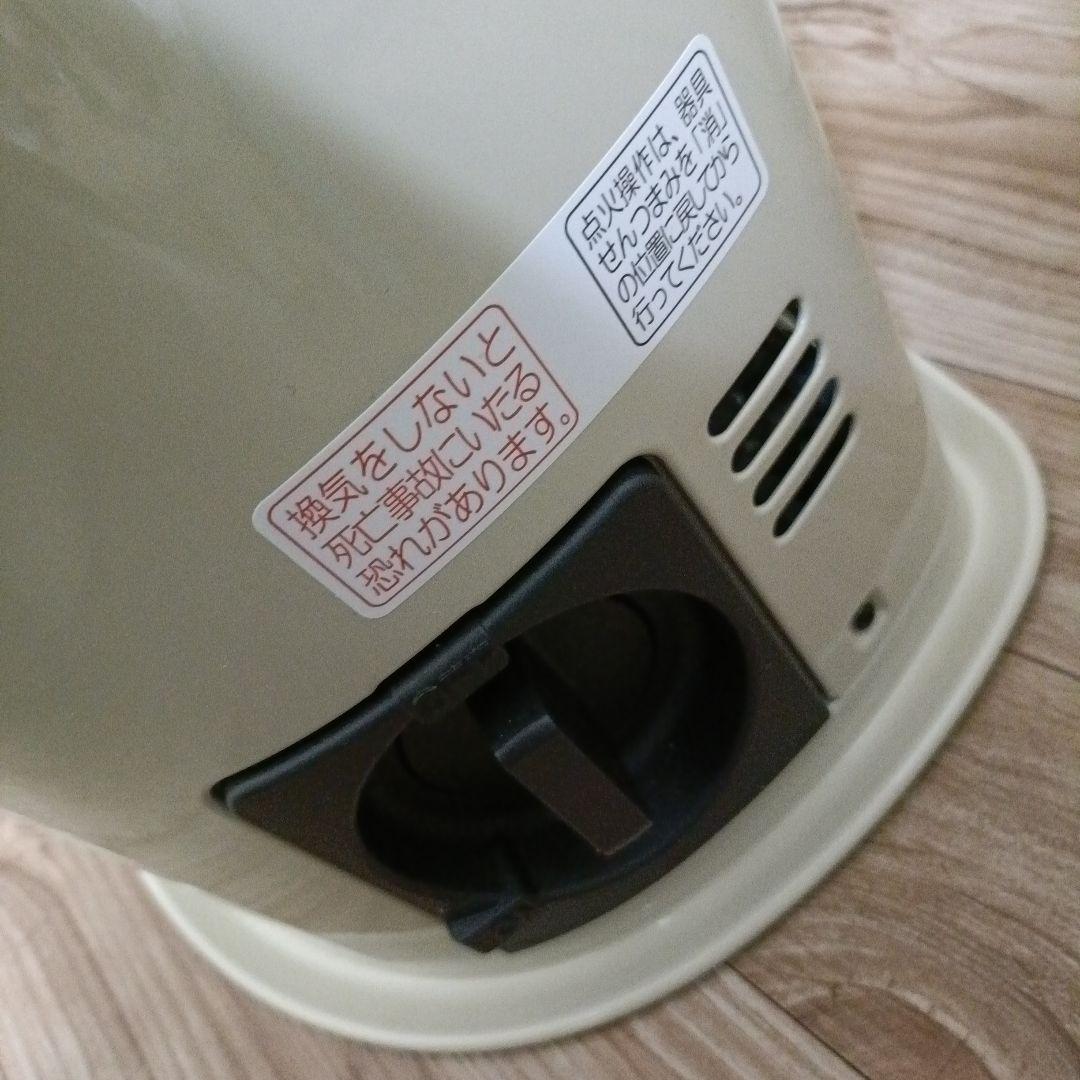 換気をしないと
死亡事故にいたる
恐れがあります。
点火操作は、器具
せんつまみを「消」
の位置に戻してから
行ってください。